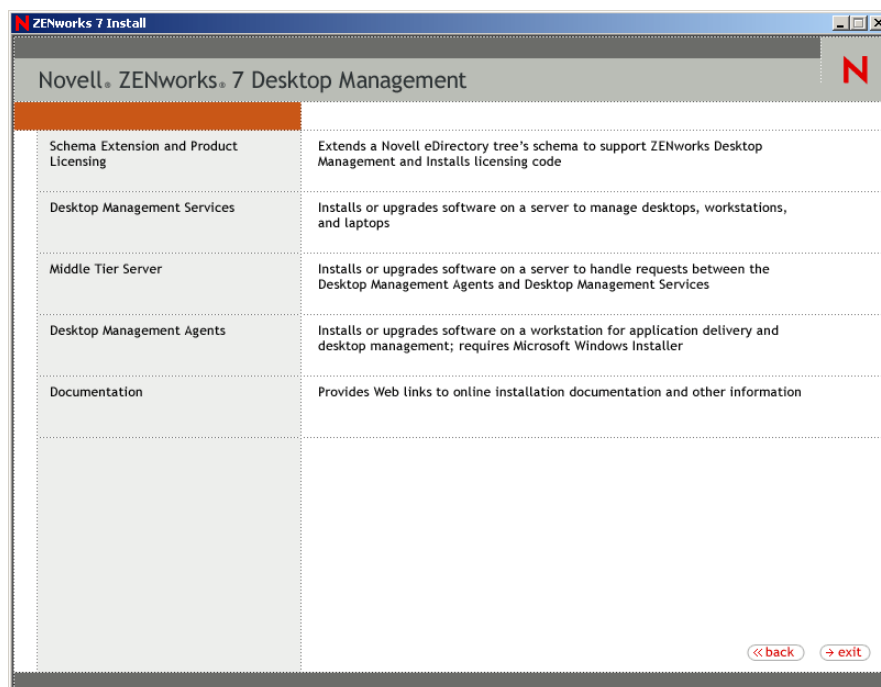 ZENworks 7 Install
Novell® ZENworks® 7 Desktop Management
N
Schema Extension and Product
Licensing
Extends a Novell eDirectory tree's schema to support ZENworks Desktop
Management and Installs licensing code
Desktop Management Services
Installs or upgrades software on a server to manage desktops, workstations,
and laptops
Middle Tier Server
Installs or upgrades software on a server to handle requests between the
Desktop Management Agents and Desktop Management Services
Desktop Management Agents
Installs or upgrades software on a workstation for application delivery and
desktop management; requires Microsoft Windows Installer
Documentation
Provides Web links to online installation documentation and other information
« back
→ exit